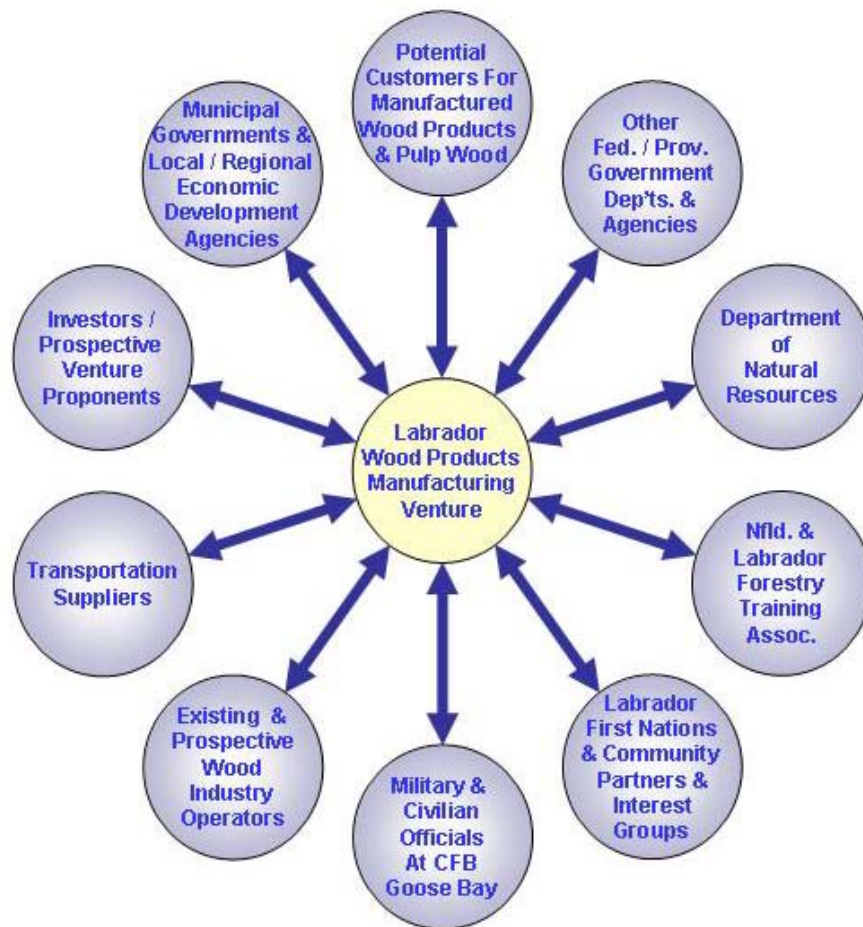 Potential
Customers For
Manufactured
Wood Products
& Pulp Wood
Other
Fed. / Prov.
Government
Dep'ts. &
Agencies
Department
of
Natural
Resources
Nfld. &
Labrador
Forestry
Training
Assoc.
Labrador
First Nations
& Community
Partners &
Interest
Groups
Military &
Civilian
Officials
At CFB
Goose Bay
Existing &
Prospective
Wood
Industry
Operators
Transportation
Suppliers
Investors /
Prospective
Venture
Proponents
Municipal
Governments &
Local / Regional
Economic
Development
Agencies
Labrador
Wood Products
Manufacturing
Venture